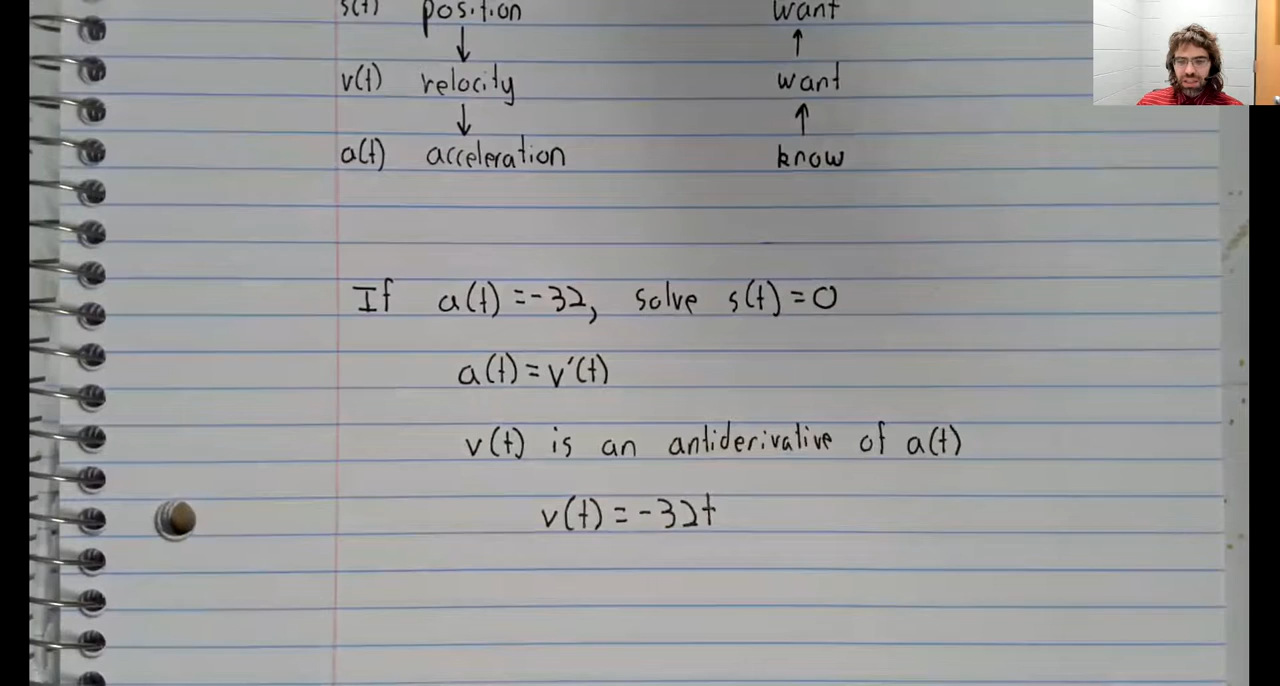 s(t) position want
v(t) velocity want
a(t) acceleration know
If a(t) = -32, solve s(t) = 0
a(t) = v'(t)
v(t) is an antiderivative of a(t)
v(t) = -32t